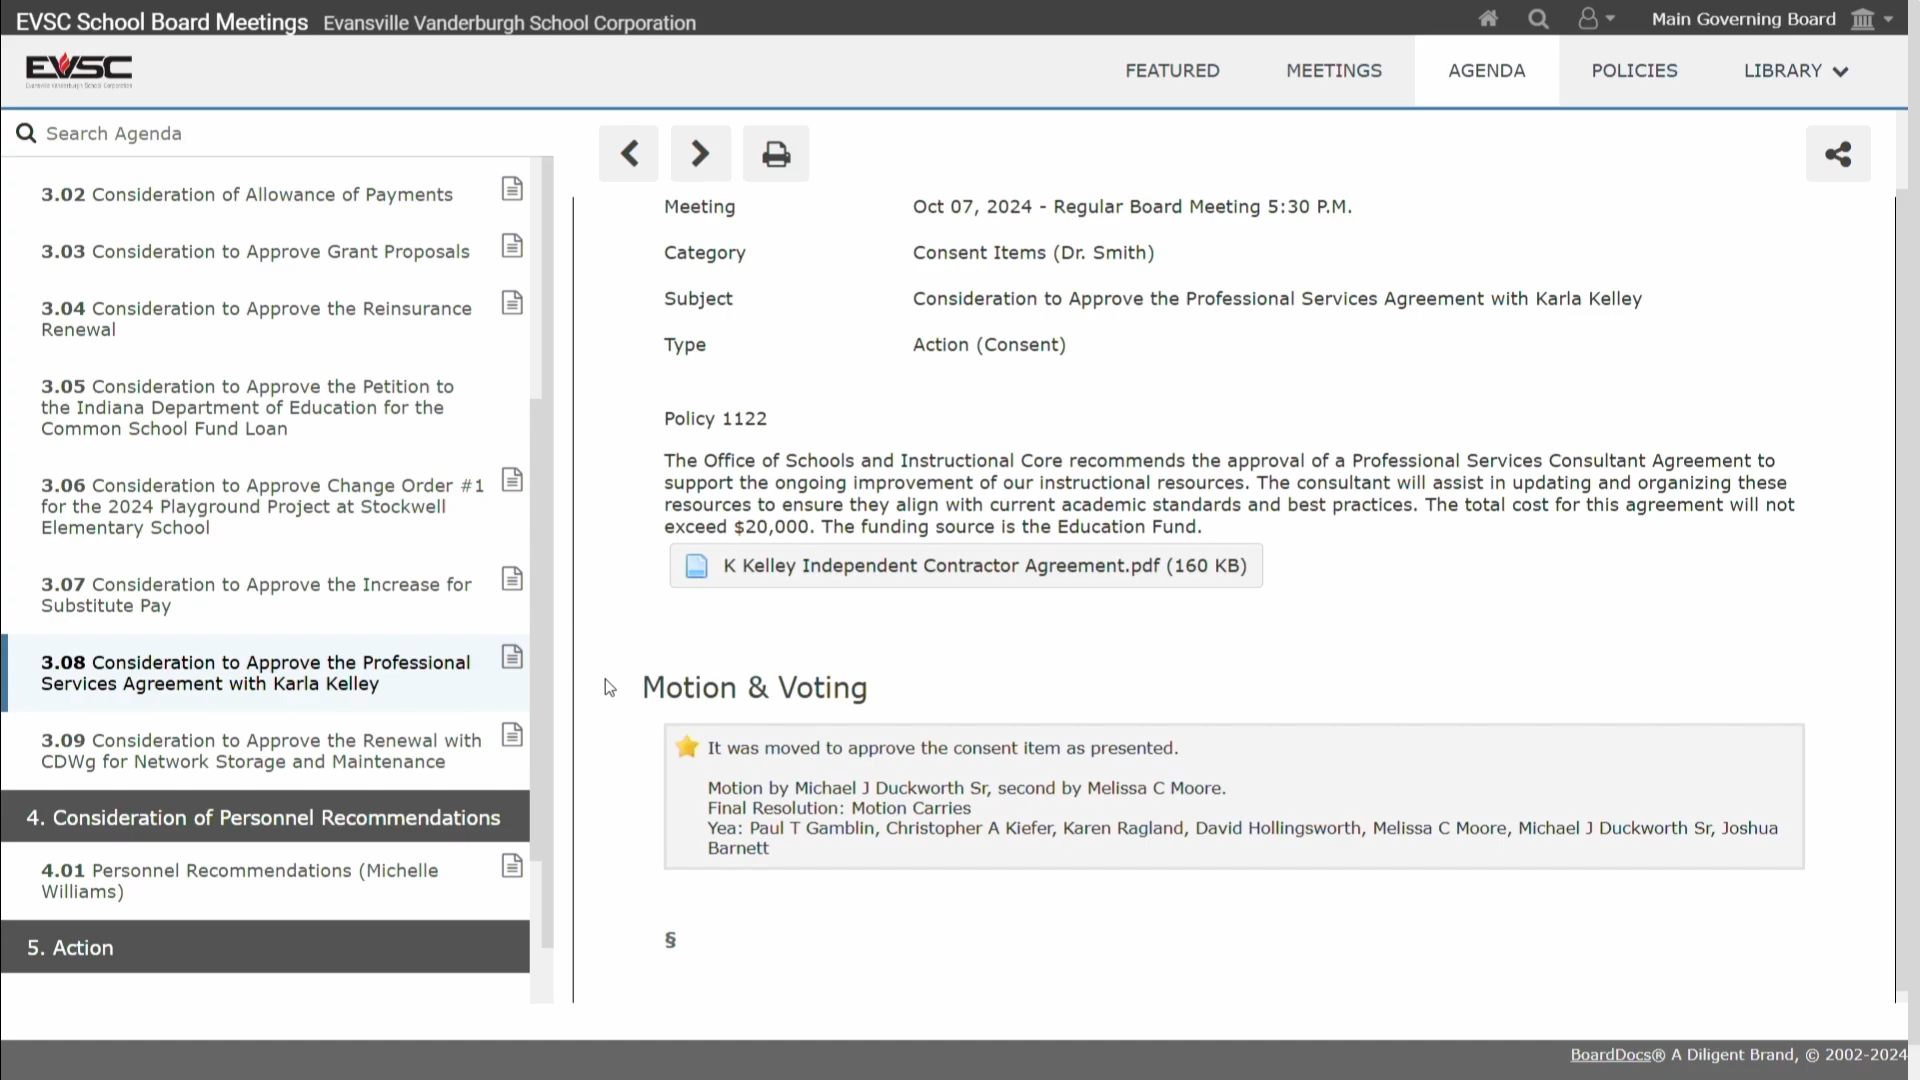 EVSC School Board Meetings Evansville Vanderburgh School Corporation
Main Governing Board
EVSC
Evansville Vanderburgh School Corporation
FEATURED MEETINGS AGENDA POLICIES LIBRARY
Search Agenda
3.02 Consideration of Allowance of Payments
3.03 Consideration to Approve Grant Proposals
3.04 Consideration to Approve the Reinsurance
Renewal
3.05 Consideration to Approve the Petition to
the Indiana Department of Education for the
Common School Fund Loan
3.06 Consideration to Approve Change Order #1
for the 2024 Playground Project at Stockwell
Elementary School
3.07 Consideration to Approve the Increase for
Substitute Pay
3.08 Consideration to Approve the Professional
Services Agreement with Karla Kelley
3.09 Consideration to Approve the Renewal with
CDWg for Network Storage and Maintenance
4. Consideration of Personnel Recommendations
4.01 Personnel Recommendations (Michelle
Williams)
5. Action
Meeting Oct 07, 2024 - Regular Board Meeting 5:30 P.M.
Category Consent Items (Dr. Smith)
Subject Consideration to Approve the Professional Services Agreement with Karla Kelley
Type Action (Consent)
Policy 1122
The Office of Schools and Instructional Core recommends the approval of a Professional Services Consultant Agreement to
support the ongoing improvement of our instructional resources. The consultant will assist in updating and organizing these
resources to ensure they align with current academic standards and best practices. The total cost for this agreement will not
exceed $20,000. The funding source is the Education Fund.
K Kelley Independent Contractor Agreement.pdf (160 KB)
Motion & Voting
It was moved to approve the consent item as presented.
Motion by Michael J Duckworth Sr, second by Melissa C Moore.
Final Resolution: Motion Carries
Yea: Paul T Gamblin, Christopher A Kiefer, Karen Ragland, David Hollingsworth, Melissa C Moore, Michael J Duckworth Sr, Joshua
Barnett
§
BoardDocs® A Diligent Brand, © 2002-2024